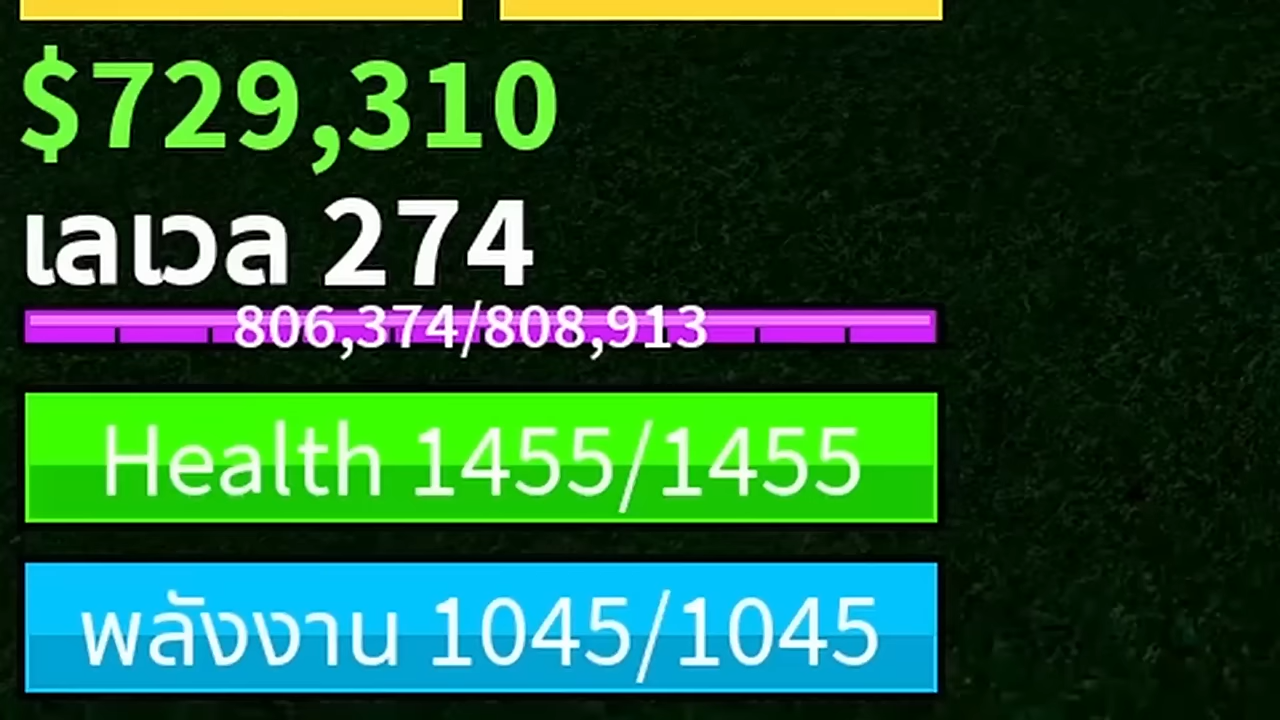 $729,310
เลเวล 274
806,374/808,913
Health 1455/1455
พลังงาน 1045/1045